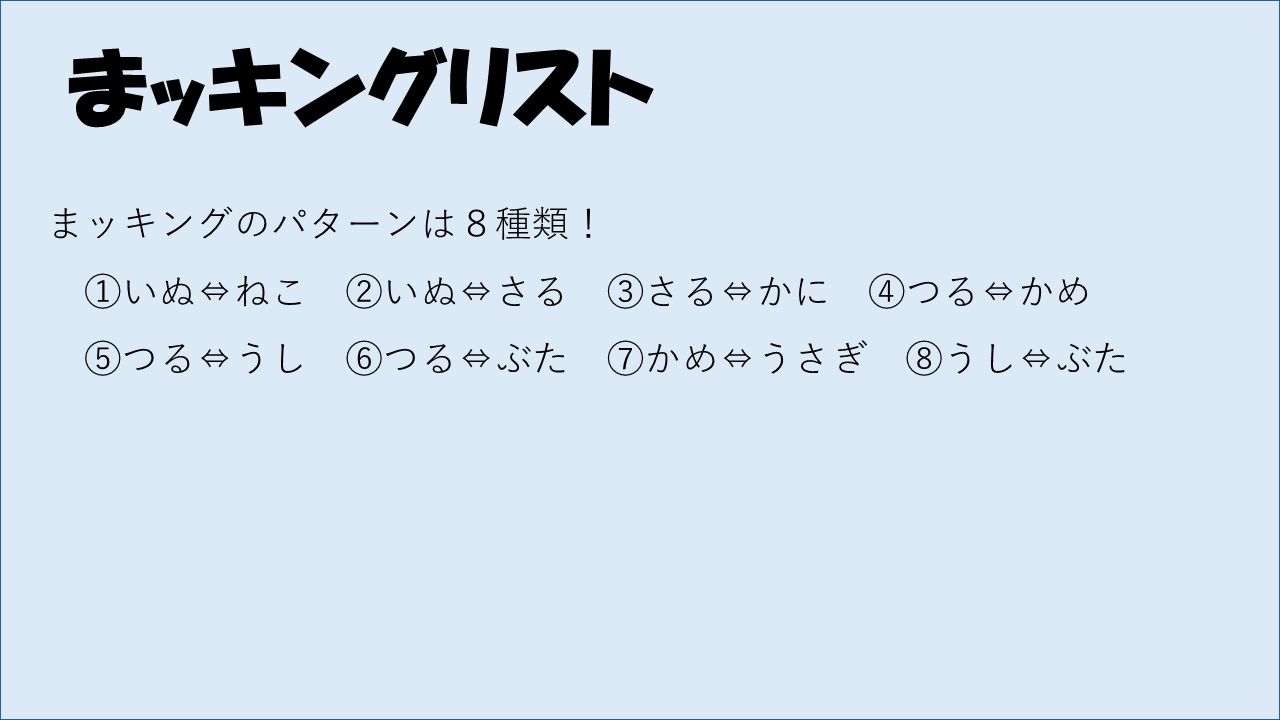 まッキングリスト
まッキングのパターンは８種類！
①いぬ⇔ねこ　②いぬ⇔さる　③さる⇔かに　④つる⇔かめ
⑤つる⇔うし　⑥つる⇔ぶた　⑦かめ⇔うさぎ　⑧うし⇔ぶた